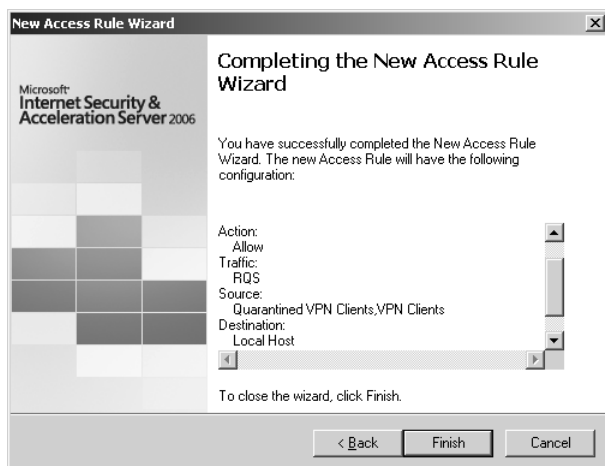 New Access Rule Wizard
Microsoft
Internet Security &
Acceleration Server 2006
Completing the New Access Rule
Wizard
You have successfully completed the New Access Rule
Wizard. The new Access Rule will have the following
configuration:
Action:
Allow
Traffic:
RQS
Source:
Quarantined VPN Clients,VPN Clients
Destination:
Local Host
To close the wizard, click Finish.
< Back
Finish
Cancel